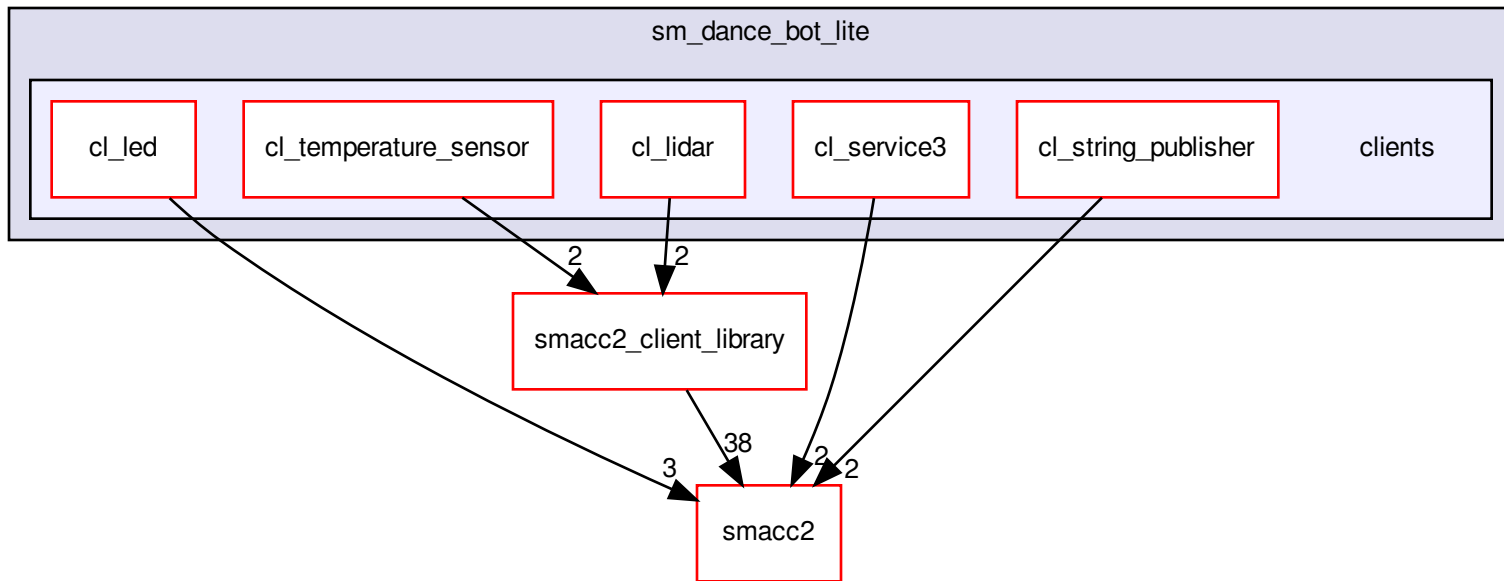 sm_dance_bot_lite
cl_led
cl_temperature_sensor
cl_lidar
cl_service3
cl_string_publisher
clients
2
2
smacc2_client_library
38
3
2
2
smacc2